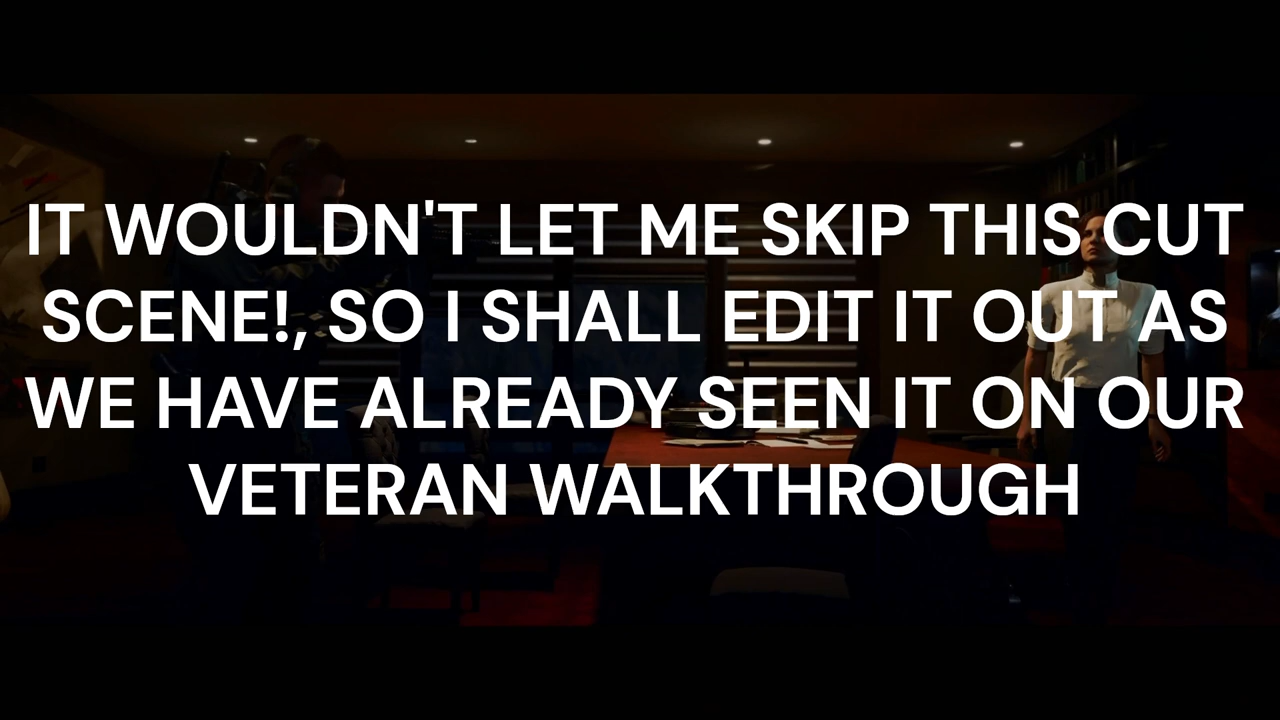 IT WOULDN'T LET ME SKIP THIS CUT
SCENE!, SO I SHALL EDIT IT OUT AS
WE HAVE ALREADY SEEN IT ON OUR
VETERAN WALKTHROUGH